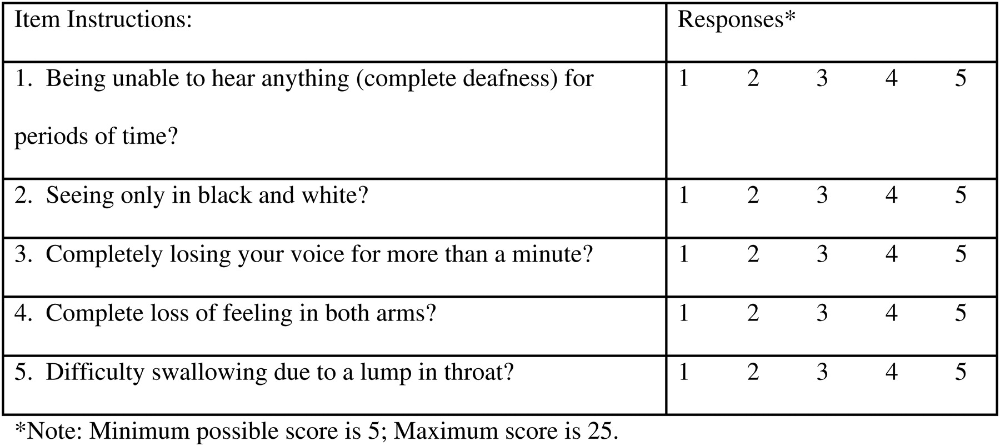 Item Instructions: Responses*
1. Being unable to hear anything (complete deafness) for 1 2 3 4 5
periods of time?
2. Seeing only in black and white? 1 2 3 4 5
3. Completely losing your voice for more than a minute? 1 2 3 4 5
4. Complete loss of feeling in both arms? 1 2 3 4 5
5. Difficulty swallowing due to a lump in throat? 1 2 3 4 5
*Note: Minimum possible score is 5; Maximum score is 25.